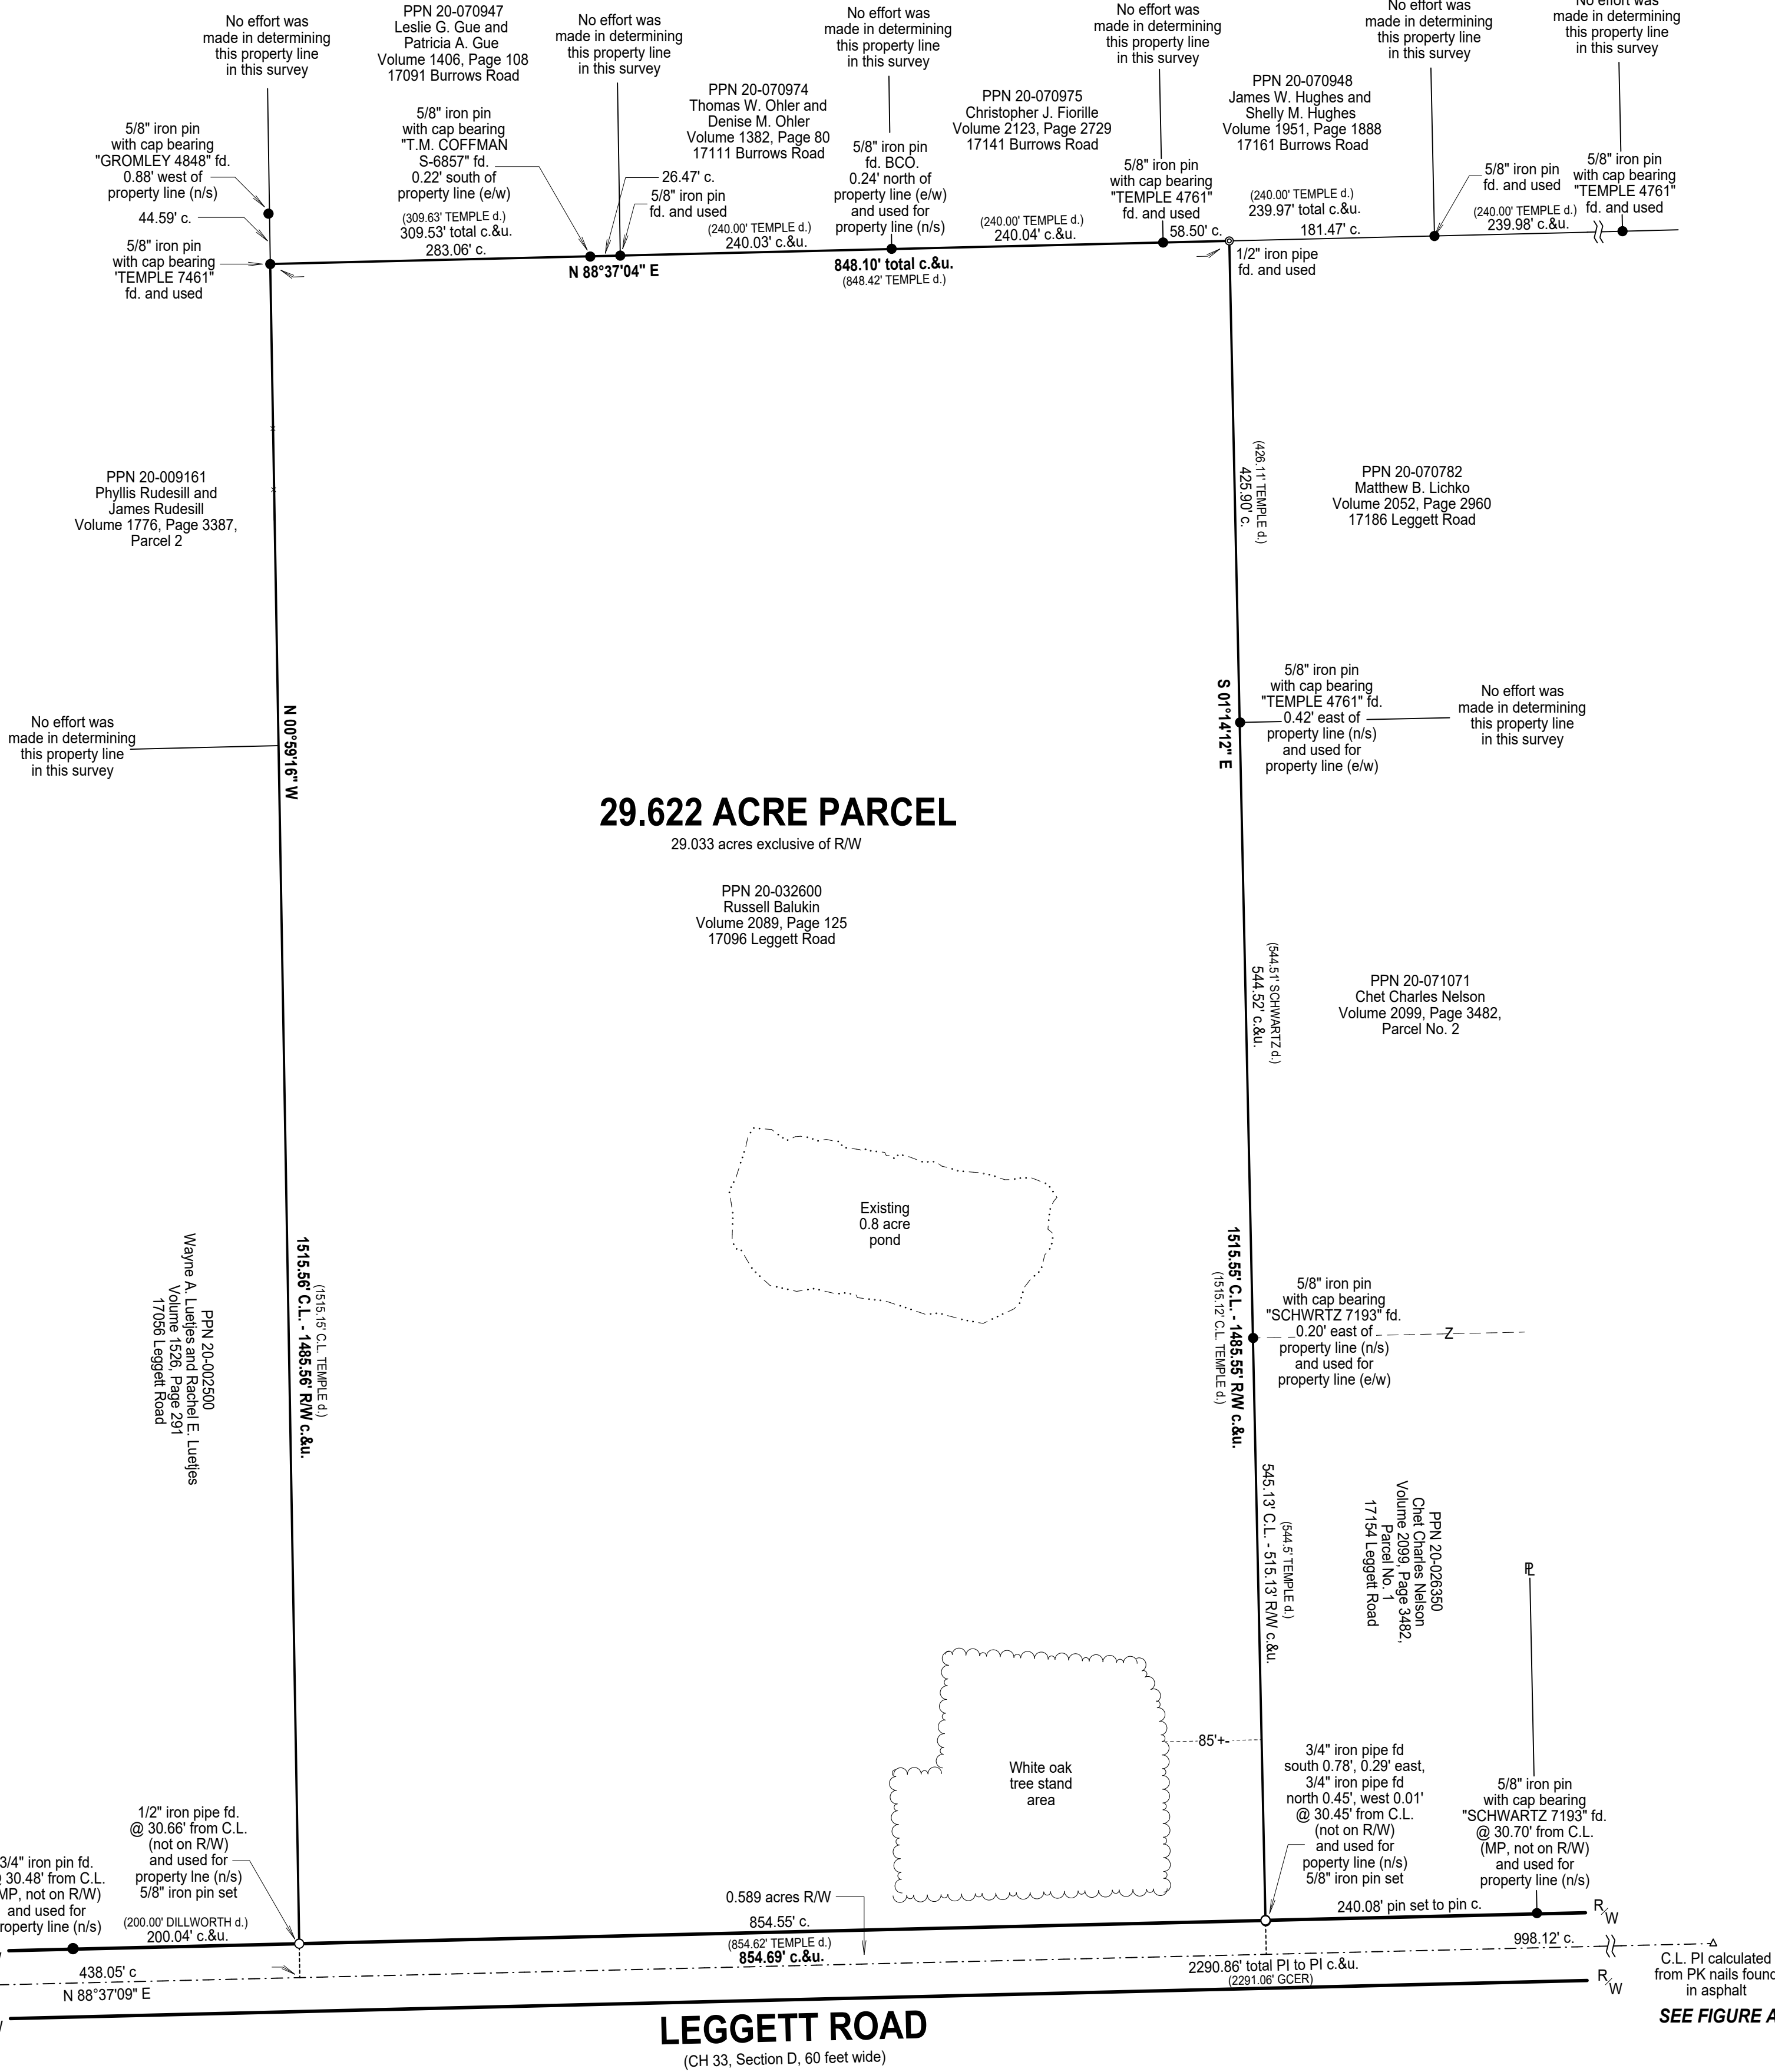 No effort was
made in determining
this property line
in this survey
PPN 20-070947
Leslie G. Gue and
Patricia A. Gue
Volume 1406, Page 108
17091 Burrows Road
No effort was
made in determining
this property line
in this survey
No effort was
made in determining
this property line
in this survey
No effort was
made in determining
this property line
in this survey
No effort was
made in determining
this property line
in this survey
No effort was
made in determining
this property line
in this survey
5/8" iron pin
with cap bearing
"GROMLEY 4848" fd.
0.88' west of
property line (n/s)
44.59' c.
5/8" iron pin
with cap bearing
'TEMPLE 7461"
fd. and used
5/8" iron pin
with cap bearing
"T.M. COFFMAN
S-6857" fd.
0.22' south of
property line (e/w)
(309.63' TEMPLE d.)
309.53' total c.&u.
283.06' c.
26.47' c.
5/8" iron pin
fd. and used
PPN 20-070974
Thomas W. Ohler and
Denise M. Ohler
Volume 1382, Page 80
17111 Burrows Road
(240.00' TEMPLE d.)
240.03' c.&u.
5/8" iron pin
fd. BCO.
0.24' north of
property line (e/w)
and used for
property line (n/s)
PPN 20-070975
Christopher J. Fiorille
Volume 2123, Page 2729
17141 Burrows Road
(240.00' TEMPLE d.)
240.04' c.&u.
5/8" iron pin
with cap bearing
"TEMPLE 4761"
fd. and used
58.50' c.
PPN 20-070948
James W. Hughes and
Shelly M. Hughes
Volume 1951, Page 1888
17161 Burrows Road
(240.00' TEMPLE d.)
239.97' total c.&u.
181.47' c.
5/8" iron pin
fd. and used
(240.00' TEMPLE d.)
239.98' c.&u.
5/8" iron pin
with cap bearing
"TEMPLE 4761"
fd. and used
N 88°37'04" E
848.10' total c.&u.
(848.42' TEMPLE d.)
1/2" iron pipe
fd. and used
PPN 20-009161
Phyllis Rudesill and
James Rudesill
Volume 1776, Page 3387,
Parcel 2
(426.11' TEMPLE d.)
425.90' c.
PPN 20-070782
Matthew B. Lichko
Volume 2052, Page 2960
17186 Leggett Road
No effort was
made in determining
this property line
in this survey
N 00°59'16" W
S 01°14'12" E
5/8" iron pin
with cap bearing
"TEMPLE 4761" fd.
0.42' east of
property line (n/s)
and used for
property line (e/w)
No effort was
made in determining
this property line
in this survey
29.622 ACRE PARCEL
29.033 acres exclusive of R/W
PPN 20-032600
Russell Balukin
Volume 2089, Page 125
17096 Leggett Road
(544.51' SCHWARTZ d.)
544.52' c.&u.
PPN 20-071071
Chet Charles Nelson
Volume 2099, Page 3482,
Parcel No. 2
Existing
0.8 acre
pond
PPN 20-002500
Wayne A. Luetjes and Rachel E. Luetjes
Volume 1526, Page 291
17056 Leggett Road
(1515.15' C.L. TEMPLE d.)
1515.56' C.L. - 1485.56' R/W c.&u.
1515.55' C.L. - 1485.55' R/W c.&u.
(1515.12' C.L. TEMPLE d.)
5/8" iron pin
with cap bearing
"SCHWRTZ 7193" fd.
0.20' east of
property line (n/s)
and used for
property line (e/w)
Z
(544.5' TEMPLE d.)
545.13' C.L. - 515.13' R/W c.&u.
PPN 20-026350
Chet Charles Nelson
Volume 2099, Page 3482,
Parcel No. 1
17154 Leggett Road
PL
White oak
tree stand
area
85'+-
3/4" iron pipe fd
south 0.78', 0.29' east,
3/4" iron pipe fd
north 0.45', west 0.01'
@ 30.45' from C.L.
(not on R/W)
and used for
poperty line (n/s)
5/8" iron pin set
5/8" iron pin
with cap bearing
"SCHWARTZ 7193" fd.
@ 30.70' from C.L.
(MP, not on R/W)
and used for
property line (n/s)
1/2" iron pipe fd.
@ 30.66' from C.L.
(not on R/W)
and used for
property lne (n/s)
5/8" iron pin set
3/4" iron pin fd.
30.48' from C.L.
MP, not on R/W)
and used for
roperty line (n/s)
(200.00' DILLWORTH d.)
200.04' c.&u.
0.589 acres R/W
854.55' c.
(854.62' TEMPLE d.)
854.69' c.&u.
240.08' pin set to pin c.
R/W
998.12' c.
438.05' c
N 88°37'09" E
2290.86' total PI to PI c.&u.
(2291.06' GCER)
R/W
C.L. PI calculated
from PK nails found
in asphalt
SEE FIGURE A
LEGGETT ROAD
(CH 33, Section D, 60 feet wide)